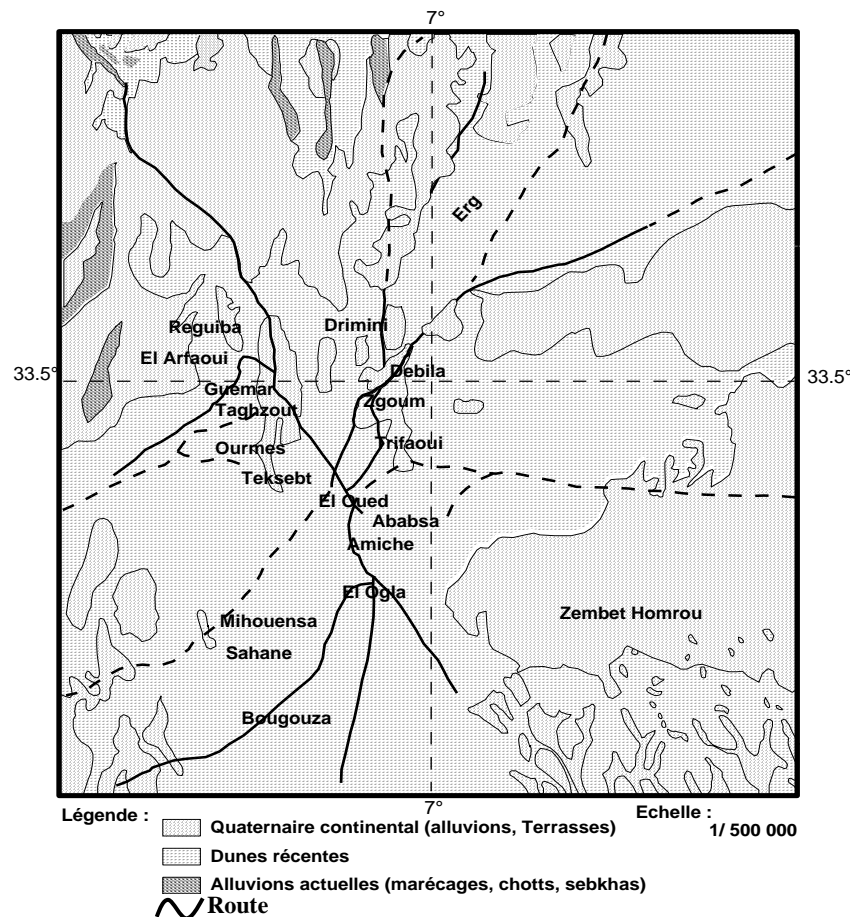 7°
Erg
Reguiba
Drimini
El Arfaoui
Debila
33.5°
33.5°
Guemar
Zgoum
Taghzout
Trifaoui
Ourmes
Teksebt
El Oued
Ababsa
Amiche
El Ogla
Zembet Homrou
Mihouensa
Sahane
Bougouza
7°
Légende :
Echelle :
1/ 500 000
Quaternaire continental (alluvions, Terrasses)
Dunes récentes
Alluvions actuelles (marécages, chotts, sebkhas)
Route